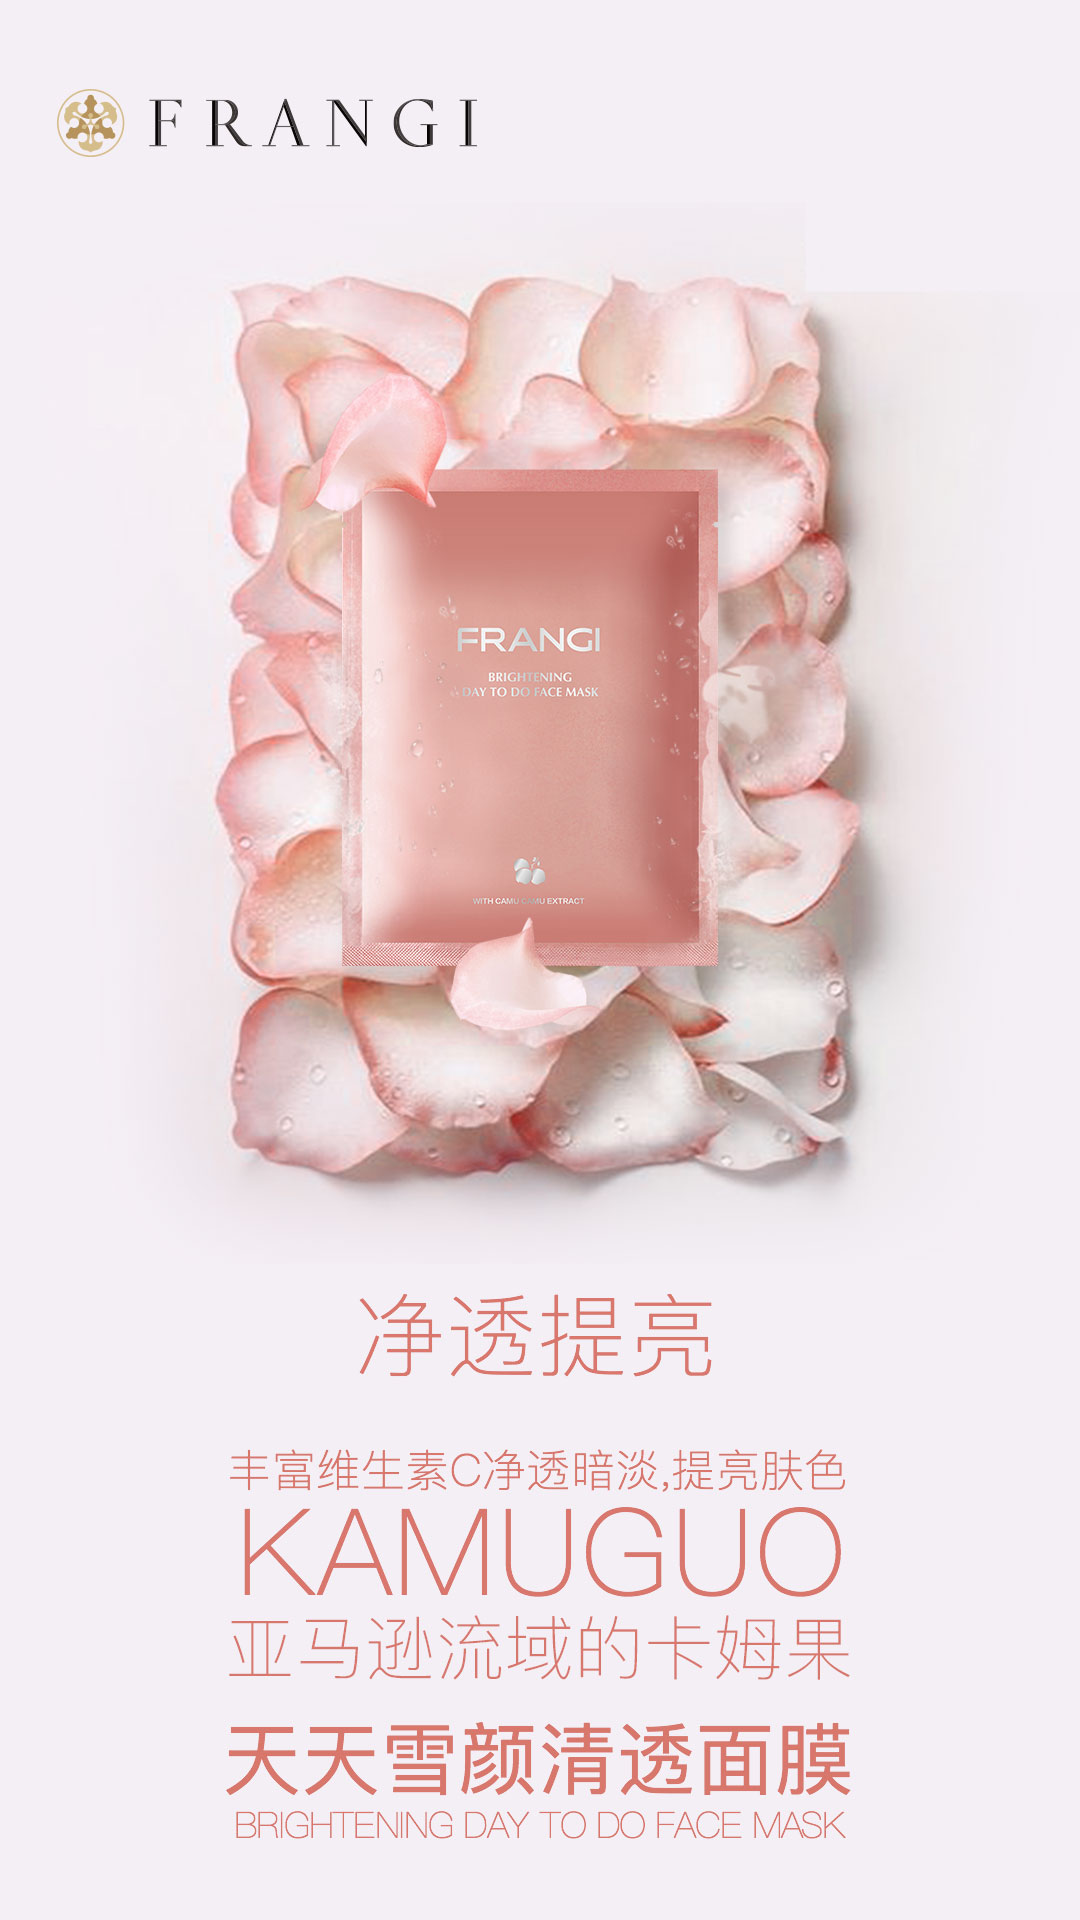 FRANGI
FRANGI
BRIGHTENING
DAY TO DO FACE MASK
WITH CAMU CAMU EXTRACT
净透提亮
丰富维生素C净透暗淡,提亮肤色
KAMUGUO
亚马逊流域的卡姆果
天天雪颜清透面膜
BRIGHTENING DAY TO DO FACE MASK